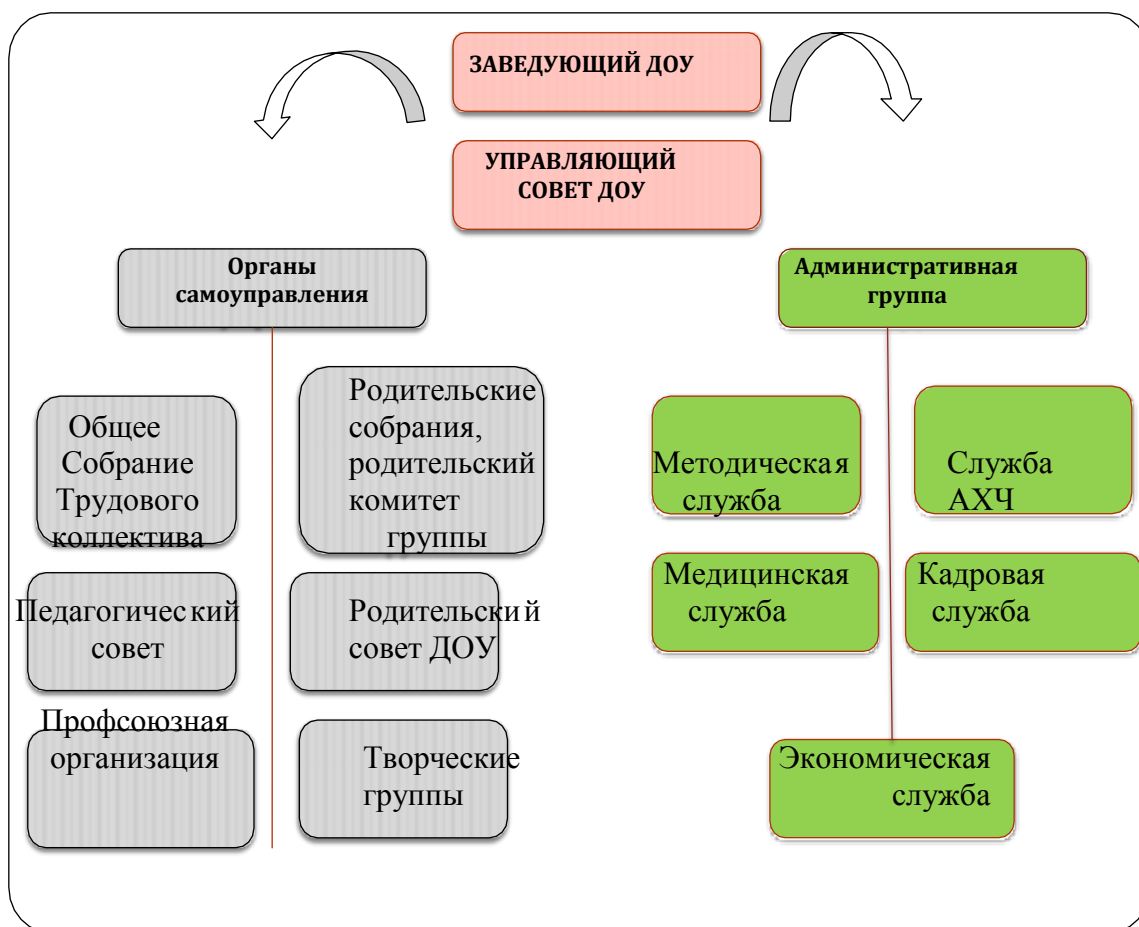 ЗАВЕДУЮЩИЙ ДОУ
УПРАВЛЯЮЩИЙ
СОВЕТ ДОУ
Органы
самоуправления
Административная
группа
Общее
Собрание
Трудового
коллектива
Родительские
собрания,
родительский
комитет
группы
Методическая
служба
Служба
АХЧ
Педагогический
совет
Родительский
совет ДОУ
Медицинская
служба
Кадровая
служба
Профсоюзная
организация
Творческие
группы
Экономическая
служба